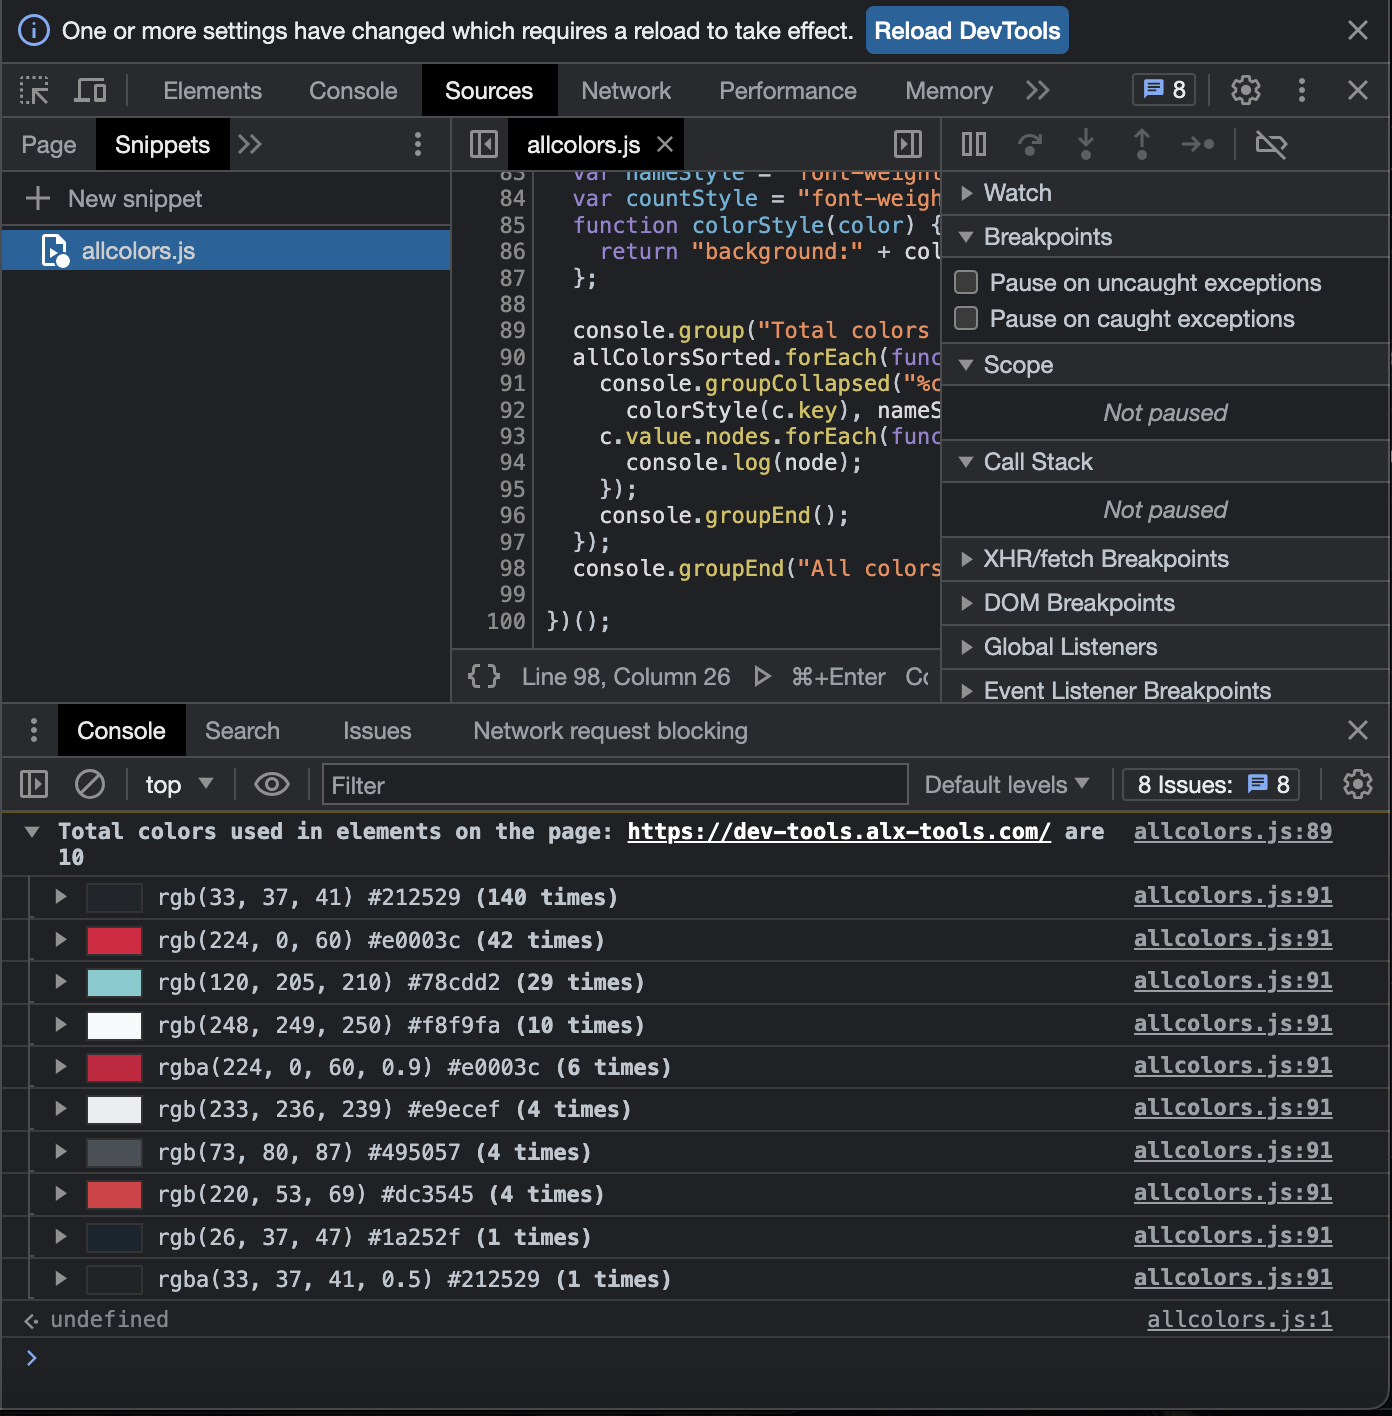 One or more settings have changed which requires a reload to take effect. Reload DevTools
Elements Console Sources Network Performance Memory 8
Page Snippets
allcolors.js
New snippet
allcolors.js
83 var nameStyle = "font-weight
84 var countStyle = "font-weigh
85 function colorStyle(color) {
86 return "background:" + col
87 };
88
89 console.group("Total colors
90 allColorsSorted.forEach(func
91 console.groupCollapsed("%c
92 colorStyle(c.key), nameS
93 c.value.nodes.forEach(func
94 console.log(node);
95 });
96 console.groupEnd();
97 });
98 console.groupEnd("All colors
99
100 })();
{ } Line 98, Column 26 ⌘+Enter Co
Watch
Breakpoints
Pause on uncaught exceptions
Pause on caught exceptions
Scope
Not paused
Call Stack
Not paused
XHR/fetch Breakpoints
DOM Breakpoints
Global Listeners
Event Listener Breakpoints
Console Search Issues Network request blocking
top Filter Default levels 8 Issues: 8
Total colors used in elements on the page: https://dev-tools.alx-tools.com/ are allcolors.js:89
10
rgb(33, 37, 41) #212529 (140 times) allcolors.js:91
rgb(224, 0, 60) #e0003c (42 times) allcolors.js:91
rgb(120, 205, 210) #78cdd2 (29 times) allcolors.js:91
rgb(248, 249, 250) #f8f9fa (10 times) allcolors.js:91
rgba(224, 0, 60, 0.9) #e0003c (6 times) allcolors.js:91
rgb(233, 236, 239) #e9ecef (4 times) allcolors.js:91
rgb(73, 80, 87) #495057 (4 times) allcolors.js:91
rgb(220, 53, 69) #dc3545 (4 times) allcolors.js:91
rgb(26, 37, 47) #1a252f (1 times) allcolors.js:91
rgba(33, 37, 41, 0.5) #212529 (1 times) allcolors.js:91
undefined allcolors.js:1